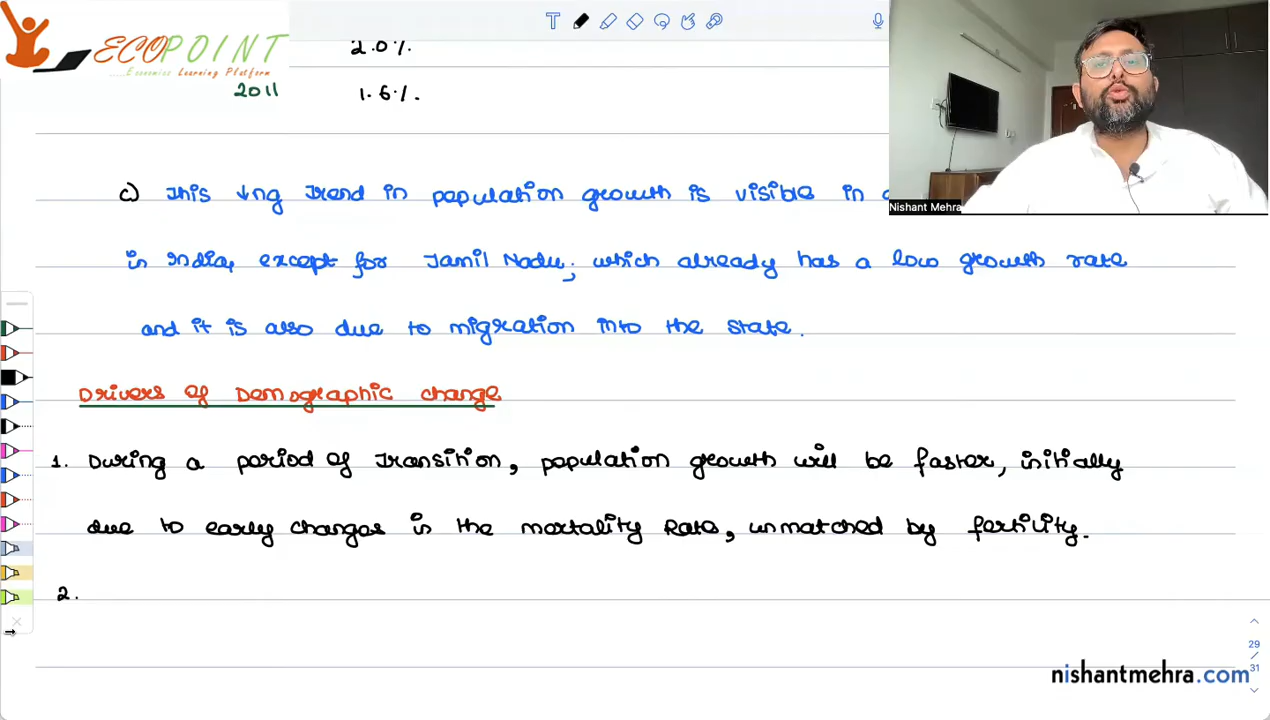 ECOPOINT
....Economics Learning Platform
2.0%.
2011 1.6%.
c) This ↓ng Trend in population growth is visible in
in India, except for Tamil Nadu, which already has a low growth rate
and it is also due to migration into the state.
Drivers of Demographic change
1. During a period of Transition, population growth will be faster, initially
due to early changes in the mortality Rate, unmatched by fertility.
2.
Nishant Mehra
29
/
31
nishantmehra.com